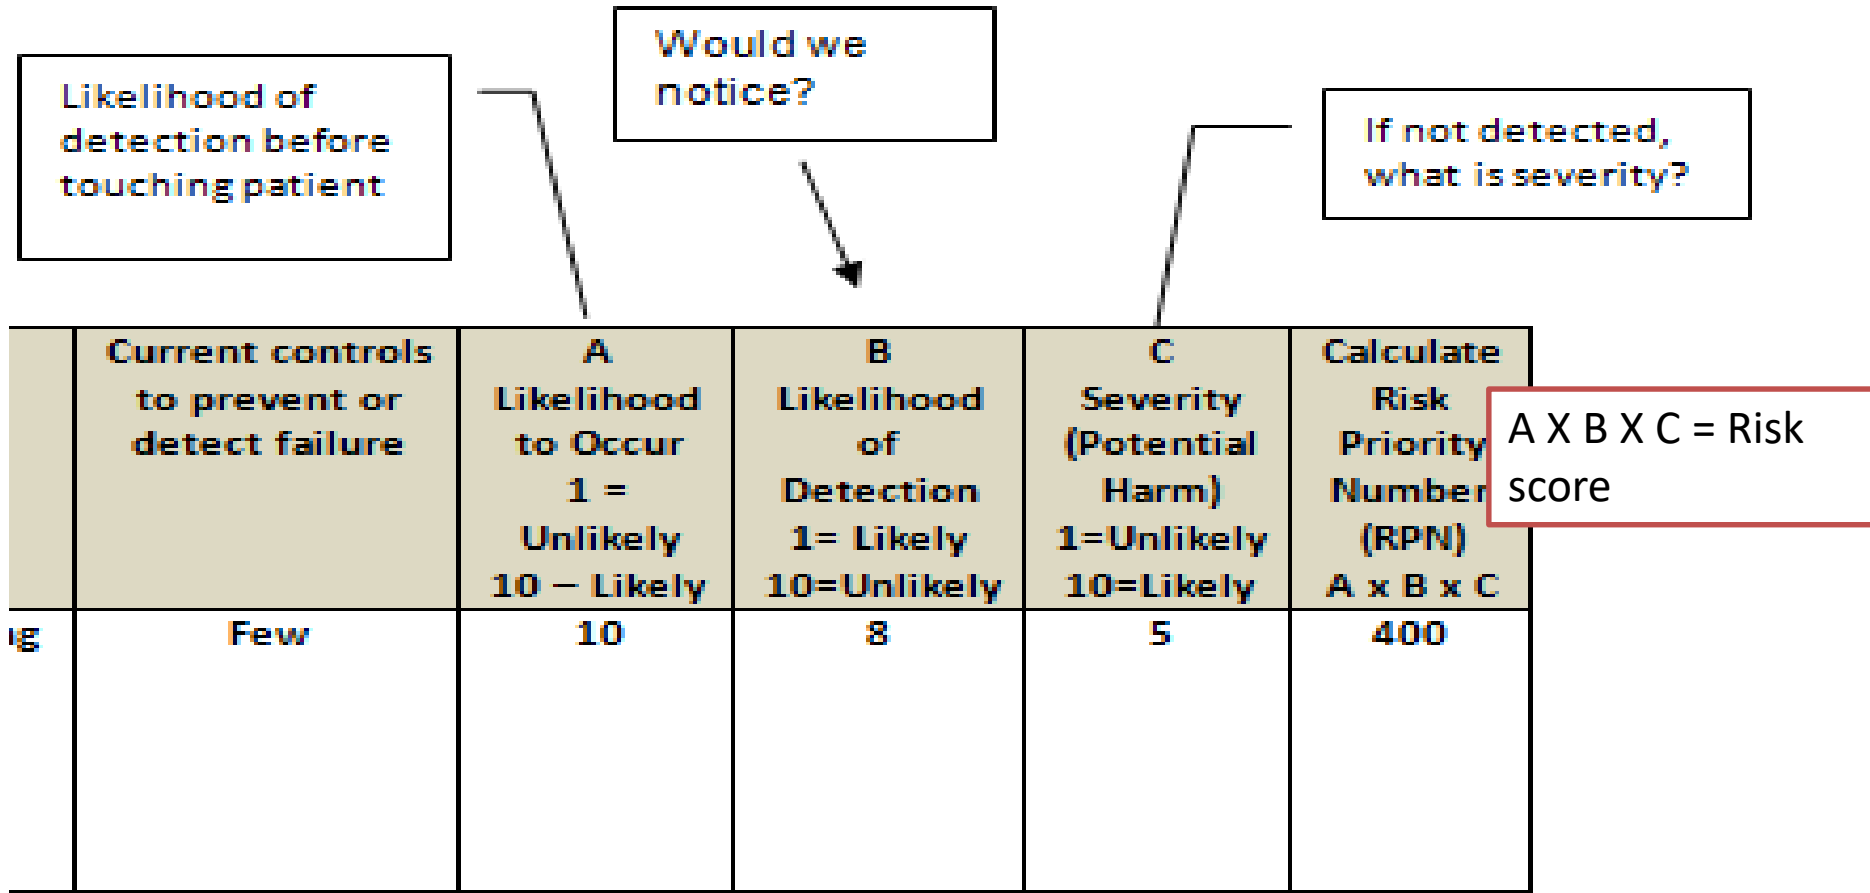 Likelihood of
detection before
touching patient
Would we
notice?
If not detected,
what is severity?
Current controls
to prevent or
detect failure
A
Likelihood
to Occur
1 =
Unlikely
10 – Likely
B
Likelihood
of
Detection
1= Likely
10=Unlikely
C
Severity
(Potential
Harm)
1=Unlikely
10=Likely
Calculate
Risk
Priority
Number
(RPN)
A x B x C
A X B X C = Risk
score
Few
10
8
5
400